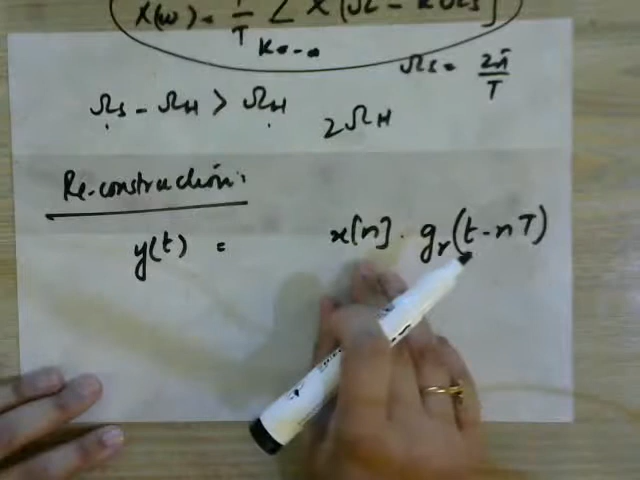 X(ω) = 1/T Σ X[Ω - kΩs]
K=-∞
Ωs = 2π/T
Ωs - ΩH > ΩH
2ΩH
Re-construction:
y(t) = x[n] · gr(t-nT)